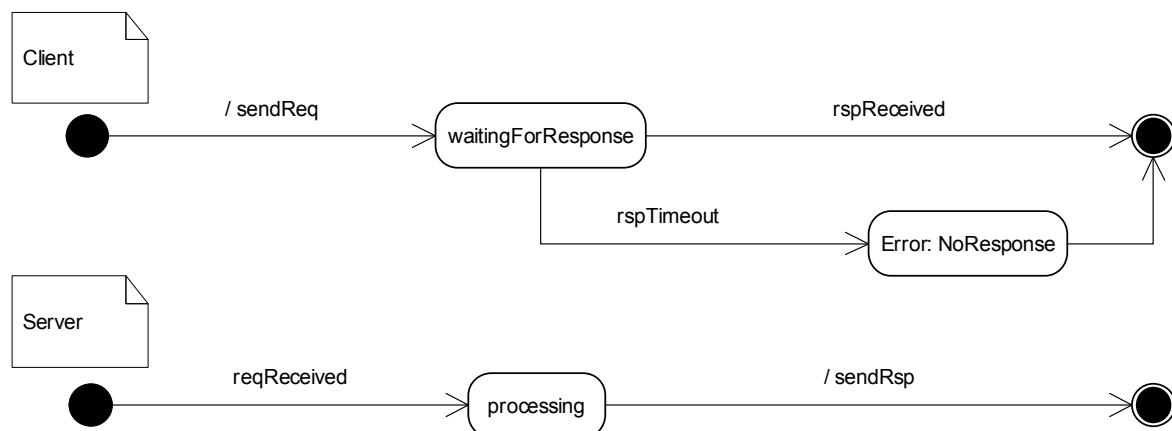 Client
/ sendReq
rspReceived
waitingForResponse
rspTimeout
Error: NoResponse
Server
reqReceived
/ sendRsp
processing